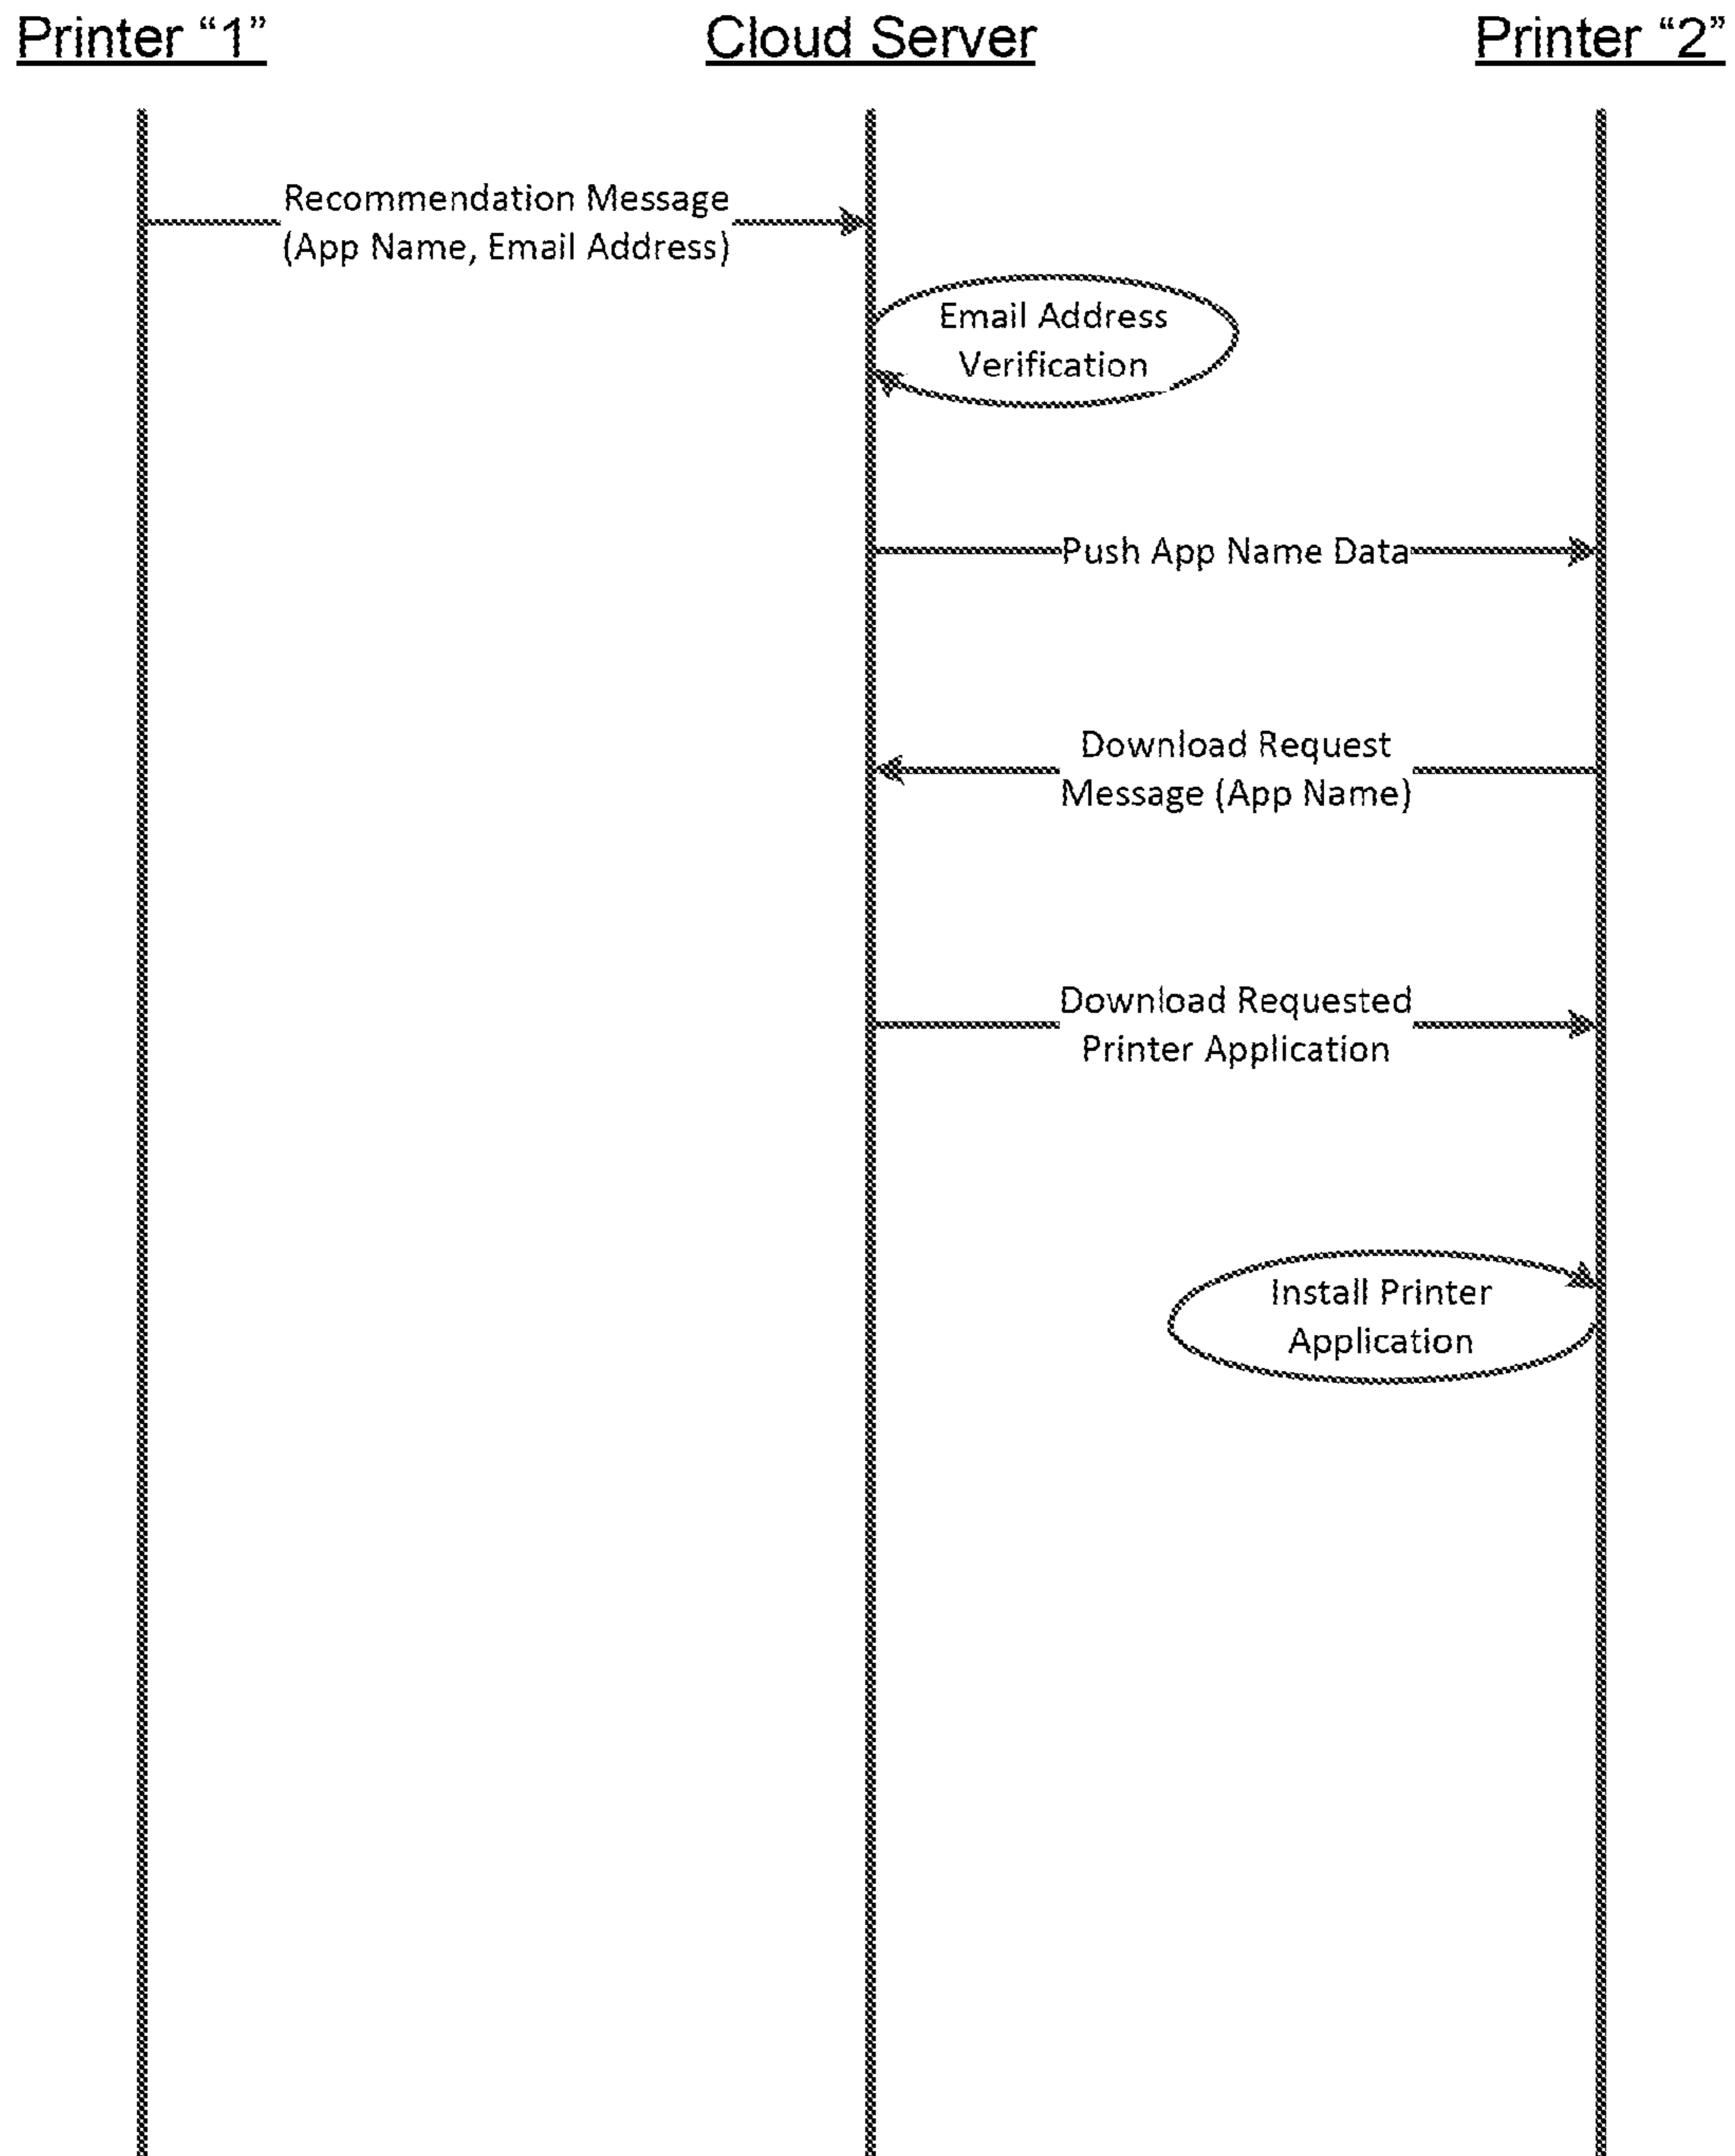 Printer “1”
Cloud Server
Printer “2”
Recommendation Message
(App Name, Email Address)
Email Address
Verification
Push App Name Data
Download Request
Message (App Name)
Download Requested
Printer Application
Install Printer
Application